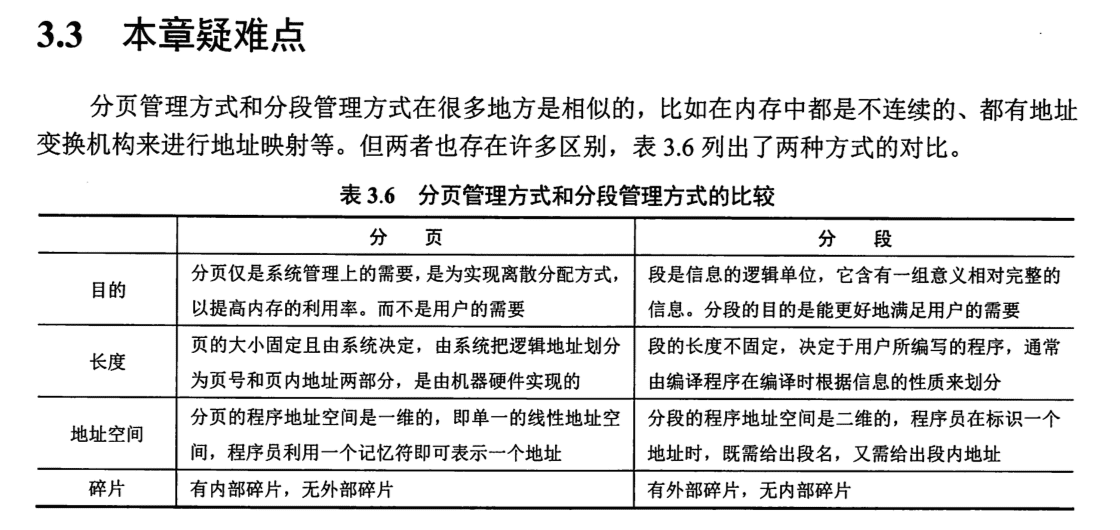 3.3 本章疑难点
分页管理方式和分段管理方式在很多地方是相似的，比如在内存中都是不连续的、都有地址
变换机构来进行地址映射等。但两者也存在许多区别，表 3.6 列出了两种方式的对比。
表 3.6 分页管理方式和分段管理方式的比较
分 页 分 段
目的
分页仅是系统管理上的需要，是为实现离散分配方式，
以提高内存的利用率。而不是用户的需要
段是信息的逻辑单位，它含有一组意义相对完整的
信息。分段的目的是能更好地满足用户的需要
长度
页的大小固定且由系统决定，由系统把逻辑地址划分
为页号和页内地址两部分，是由机器硬件实现的
段的长度不固定，决定于用户所编写的程序，通常
由编译程序在编译时根据信息的性质来划分
地址空间
分页的程序地址空间是一维的，即单一的线性地址空
间，程序员利用一个记忆符即可表示一个地址
分段的程序地址空间是二维的，程序员在标识一个
地址时，既需给出段名，又需给出段内地址
碎片
有内部碎片，无外部碎片
有外部碎片，无内部碎片